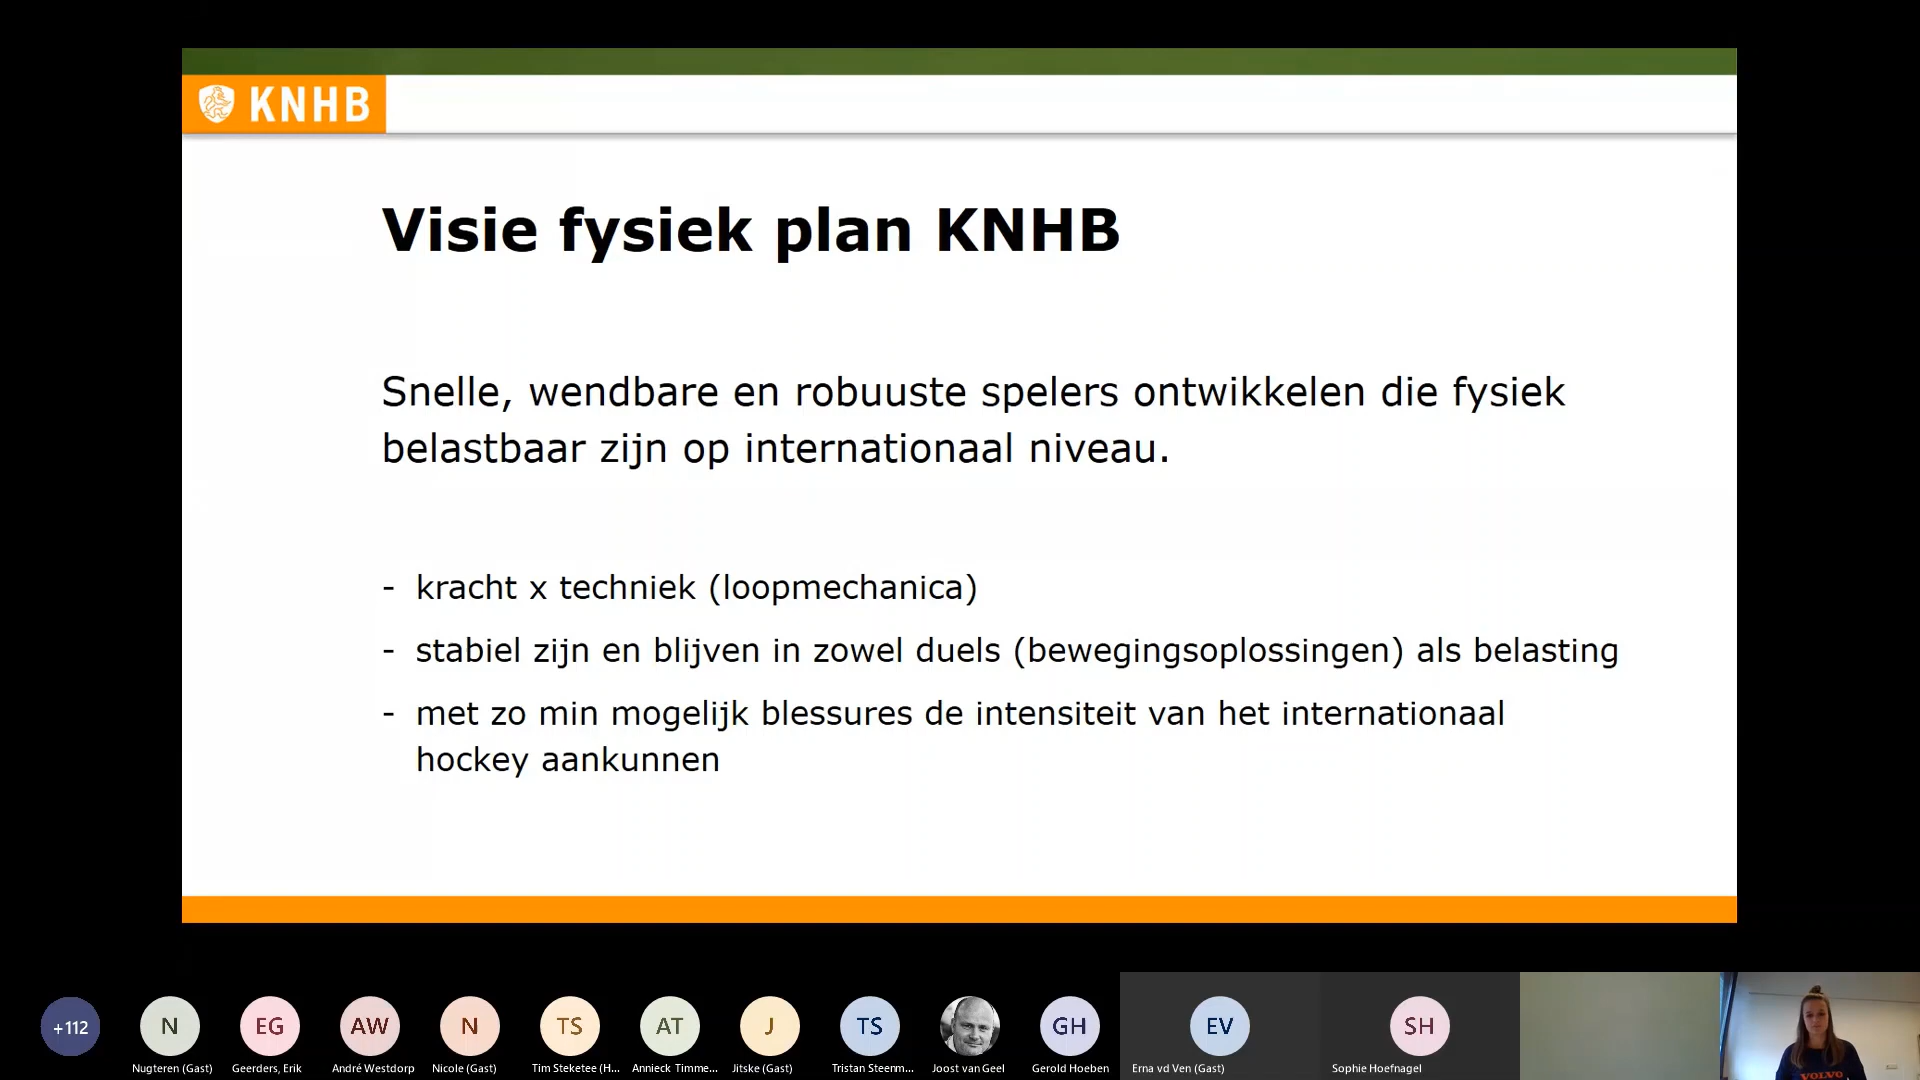 KNHB
Visie fysiek plan KNHB
Snelle, wendbare en robuuste spelers ontwikkelen die fysiek
belastbaar zijn op internationaal niveau.
- kracht x techniek (loopmechanica)
- stabiel zijn en blijven in zowel duels (bewegingsoplossingen) als belasting
- met zo min mogelijk blessures de intensiteit van het internationaal
hockey aankunnen
+112
N
EG
AW
N
TS
AT
J
TS
GH
EV
SH
Nugteren (Gast)
Geerders, Erik
André Westdorp
Nicole (Gast)
Tim Steketee (H...
Annieck Timme...
Jitske (Gast)
Tristan Steenm...
Joost van Geel
Gerold Hoeben
Erna vd Ven (Gast)
Sophie Hoefnagel
VOLVO